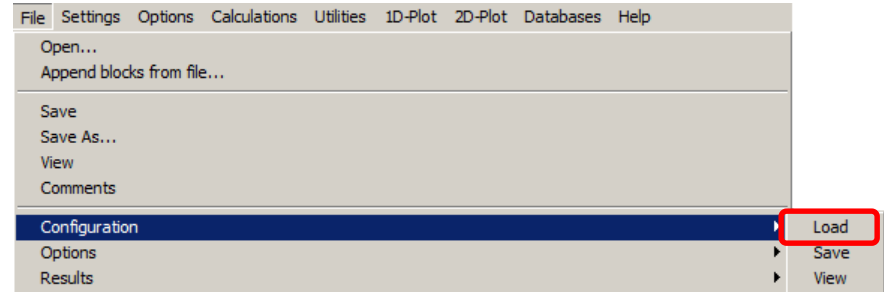 File Settings Options Calculations Utilities 1D-Plot 2D-Plot Databases Help
Open...
Append blocks from file...
Save
Save As...
View
Comments
Configuration Load
Options Save
Results View